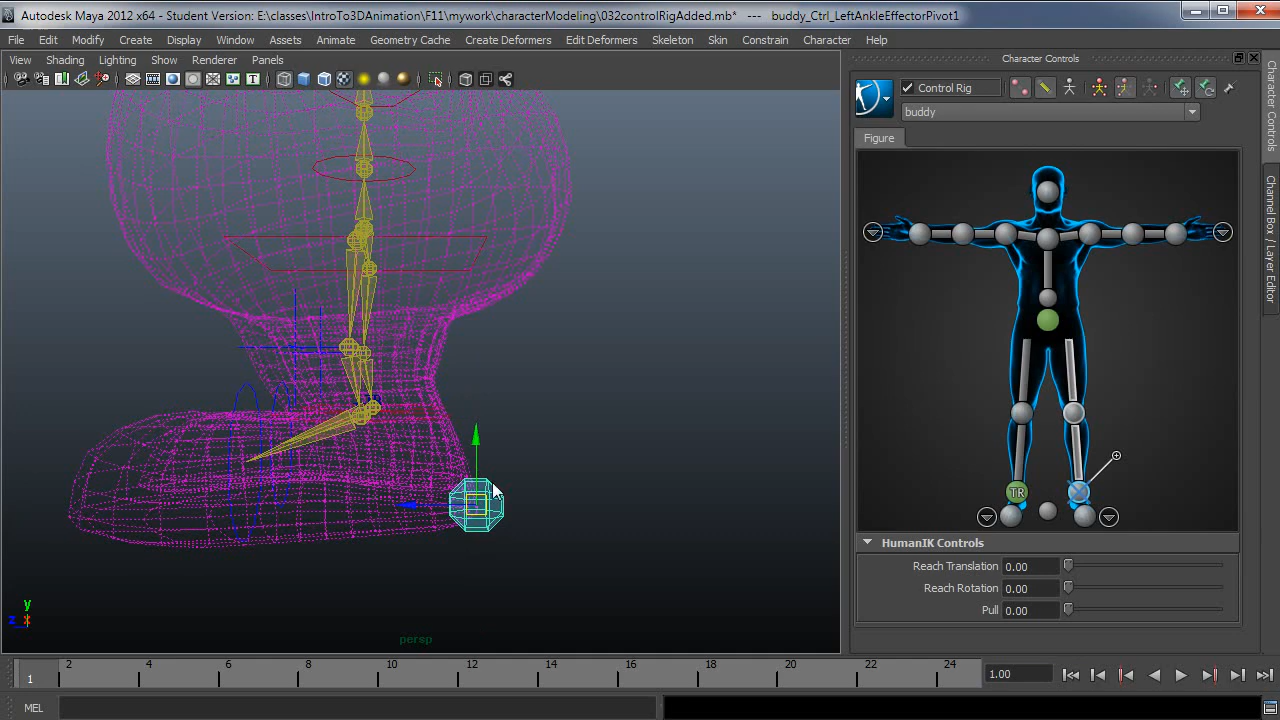 Autodesk Maya 2012 x64 - Student Version: E:\classes\IntroTo3DAnimation\F11\mywork\characterModeling\032controlRigAdded.mb* --- buddy_Ctrl_LeftAnkleEffectorPivot1
File Edit Modify Create Display Window Assets Animate Geometry Cache Create Deformers Edit Deformers Skeleton Skin Constrain Character Help
View Shading Lighting Show Renderer Panels
Character Controls
Control Rig
buddy
Figure
TR
HumanIK Controls
Reach Translation 0.00
Reach Rotation 0.00
Pull 0.00
Character Controls
Channel Box / Layer Editor
y
z x
persp
2 4 6 8 10 12 14 16 18 20 22 24
1
1.00
MEL